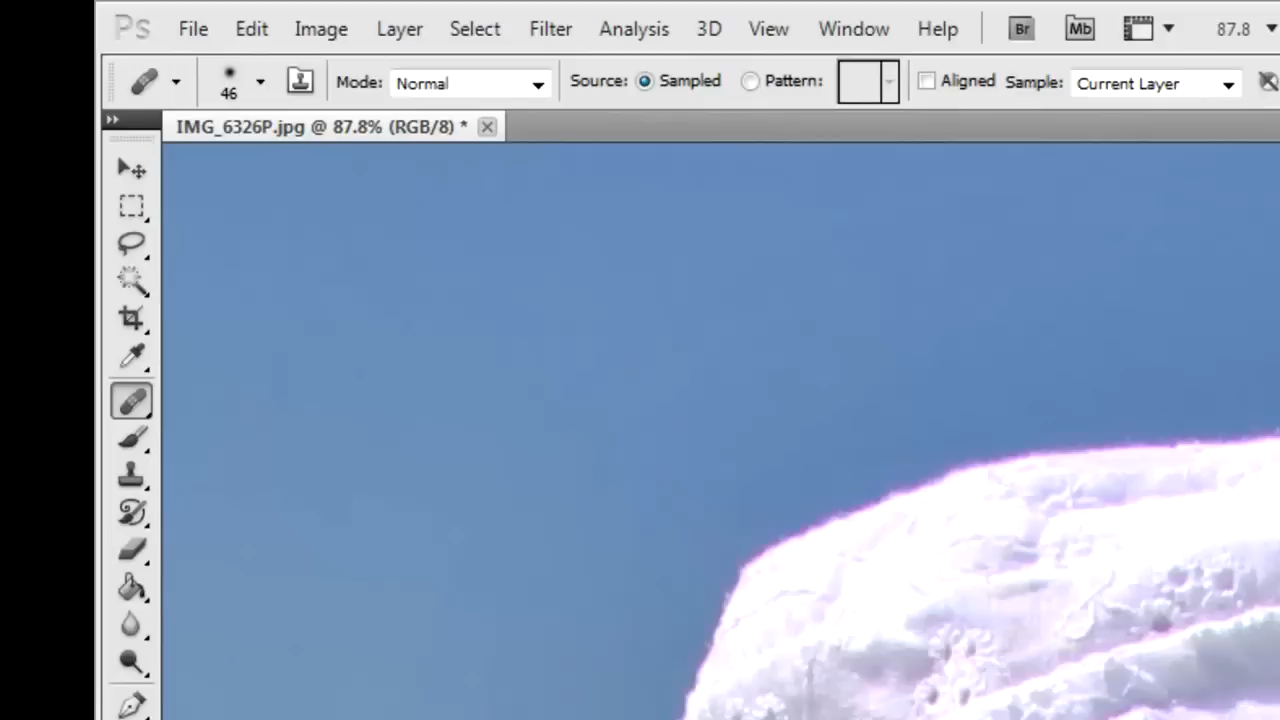 Ps File Edit Image Layer Select Filter Analysis 3D View Window Help Br Mb 87.8
46 Mode: Normal Source: Sampled Pattern: Aligned Sample: Current Layer
IMG_6326P.jpg @ 87.8% (RGB/8) *